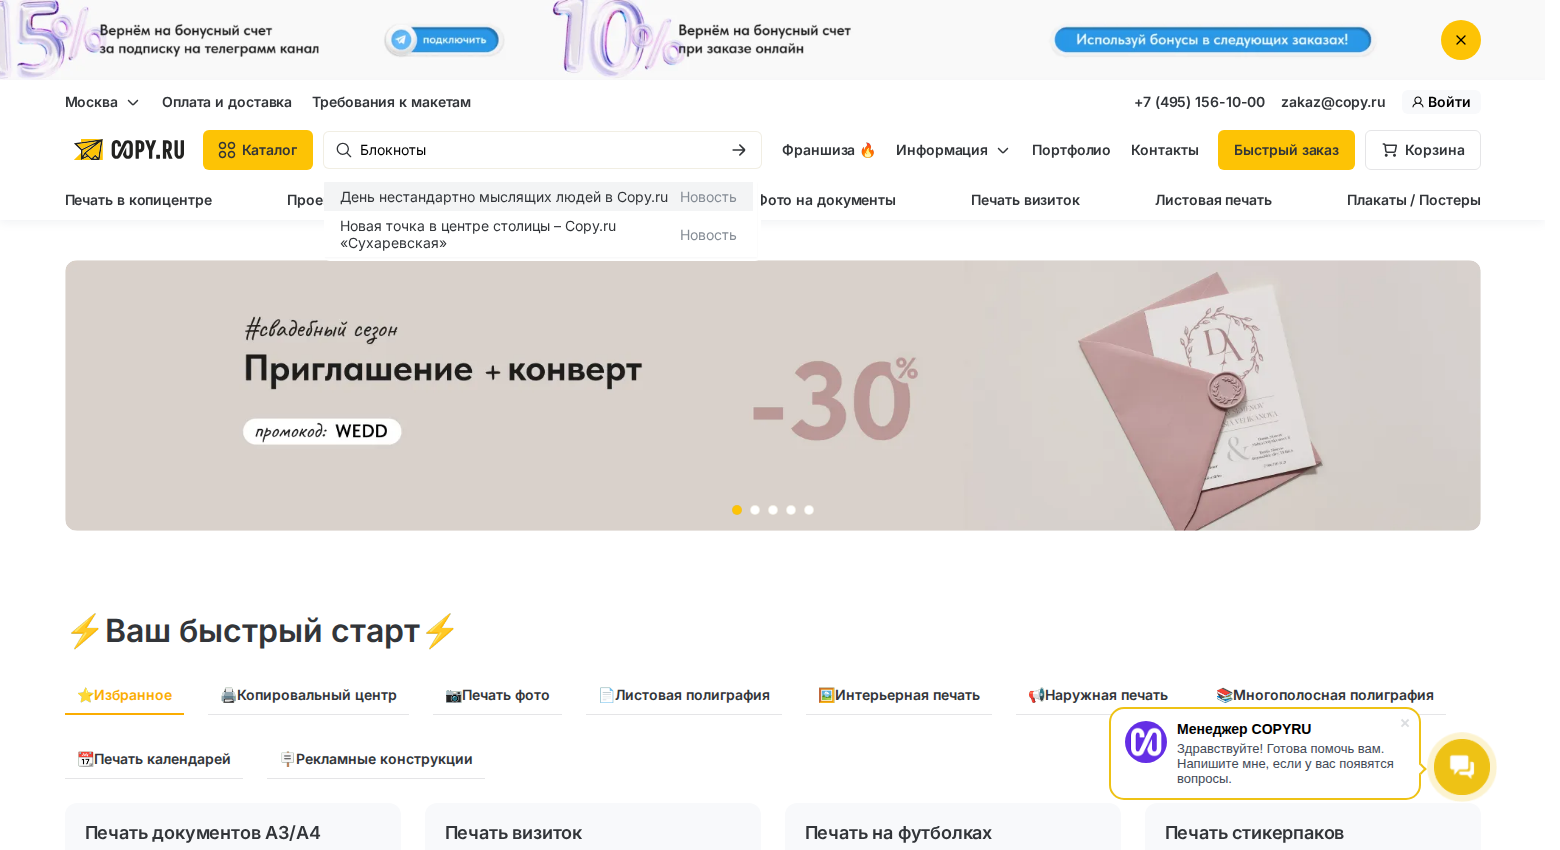 15%
Вернём на бонусный счет
за подписку на телеграмм канал
подключить
10%
Вернём на бонусный счет
при заказе онлайн
Используй бонусы в следующих заказах!
Москва
Оплата и доставка
Требования к макетам
+7 (495) 156-10-00
zakaz@copy.ru
Войти
COPY.RU
Каталог
Блокноты
Франшиза 🔥
Информация
Портфолио
Контакты
Быстрый заказ
Корзина
День нестандартно мыслящих людей в Copy.ru
Новость
Новая точка в центре столицы – Copy.ru
«Сухаревская»
Новость
Печать в копицентре
Прое
Фото на документы
Печать визиток
Листовая печать
Плакаты / Постеры
#свадебный сезон
Приглашение + конверт
промокод: WEDD
-30%
DA
&
⚡Ваш быстрый старт⚡
⭐Избранное
🖨️Копировальный центр
📷Печать фото
📄Листовая полиграфия
🖼️Интерьерная печать
📢Наружная печать
📚Многополосная полиграфия
📆Печать календарей
🪧Рекламные конструкции
Менеджер COPYRU
Здравствуйте! Готова помочь вам.
Напишите мне, если у вас появятся
вопросы.
Печать документов А3/А4
Печать визиток
Печать на футболках
Печать стикерпаков